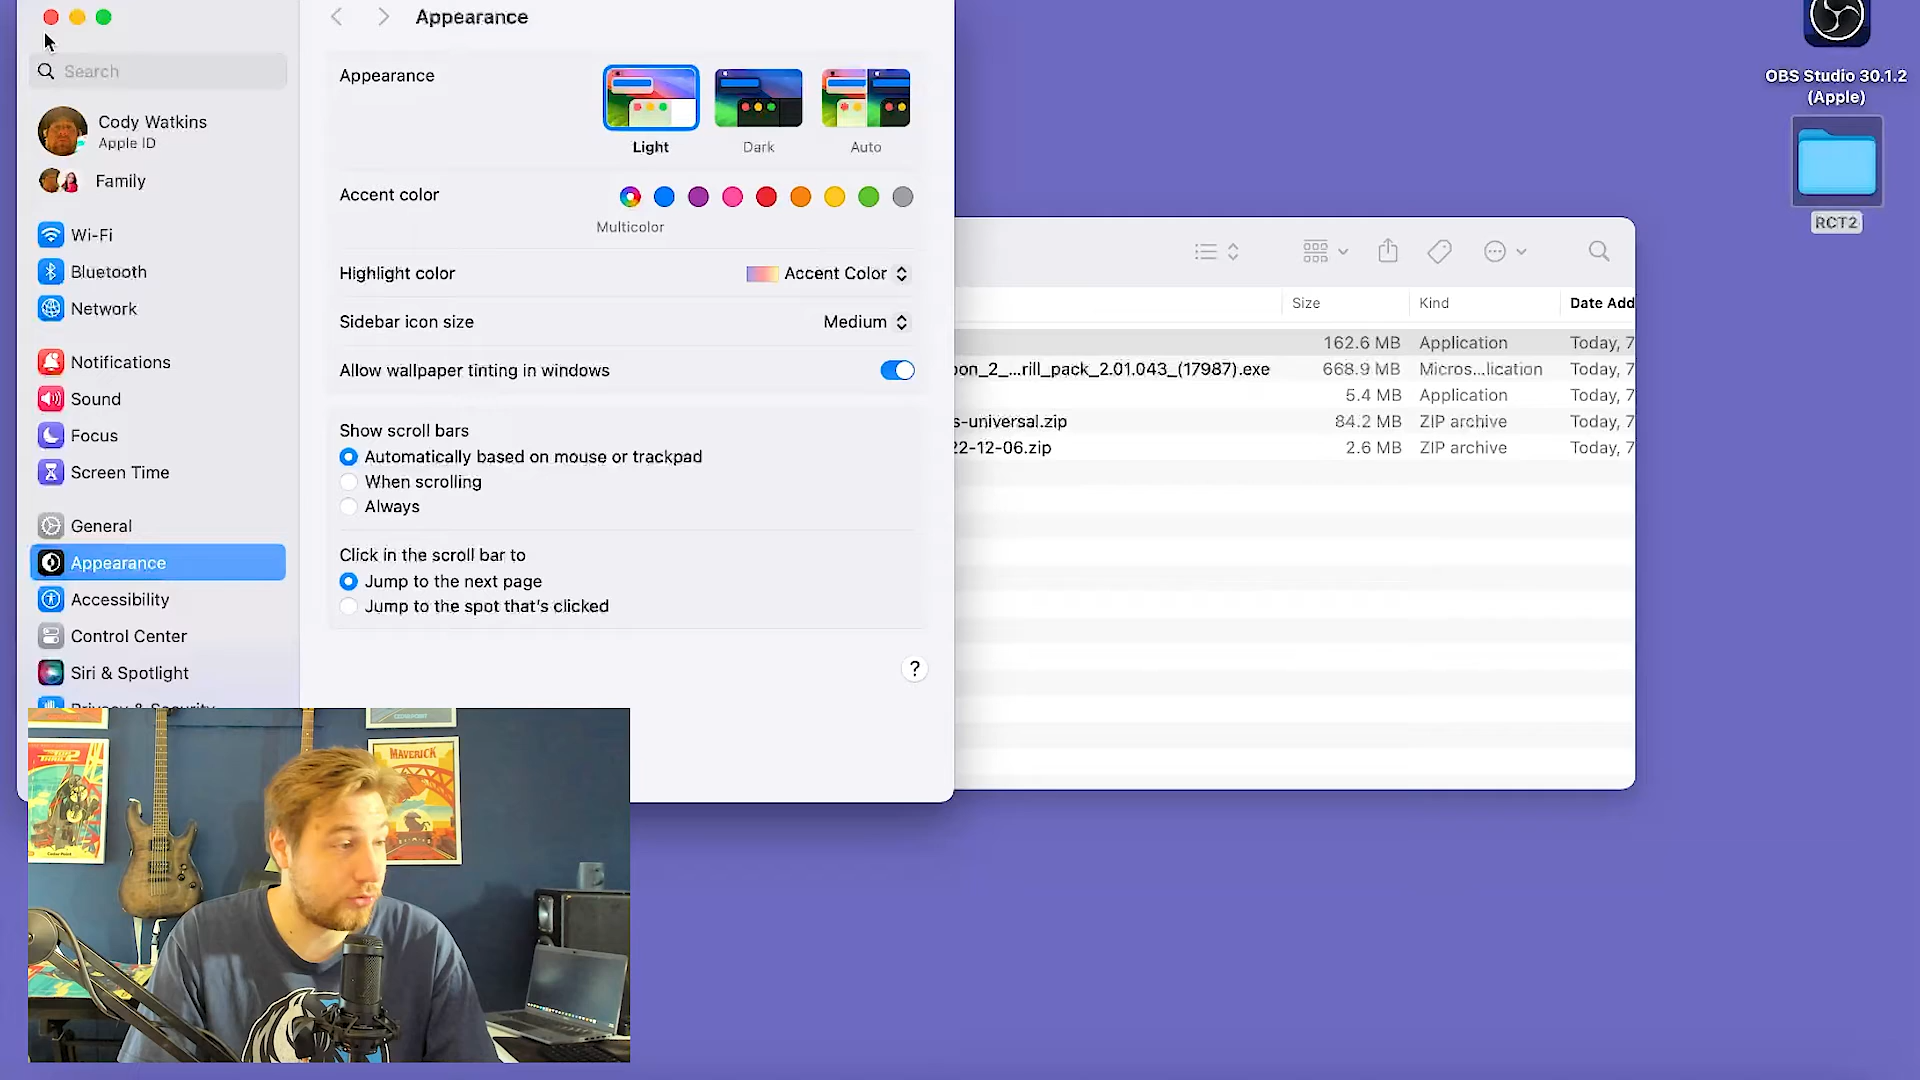 Appearance
Search
Cody Watkins
Apple ID
Family
Wi-Fi
Bluetooth
Network
Notifications
Sound
Focus
Screen Time
General
Appearance
Accessibility
Control Center
Siri & Spotlight
Privacy & Security
Appearance
Light
Dark
Auto
Accent color
Multicolor
Highlight color
Accent Color
Sidebar icon size
Medium
Allow wallpaper tinting in windows
Show scroll bars
Automatically based on mouse or trackpad
When scrolling
Always
Click in the scroll bar to
Jump to the next page
Jump to the spot that's clicked
?
Size Kind Date Add
162.6 MB Application Today, 7
oon_2_...rill_pack_2.01.043_(17987).exe 668.9 MB Micros...lication Today, 7
5.4 MB Application Today, 7
s-universal.zip 84.2 MB ZIP archive Today, 7
22-12-06.zip 2.6 MB ZIP archive Today, 7
OBS Studio 30.1.2
(Apple)
RCT2
MAVERICK
Cedar Point